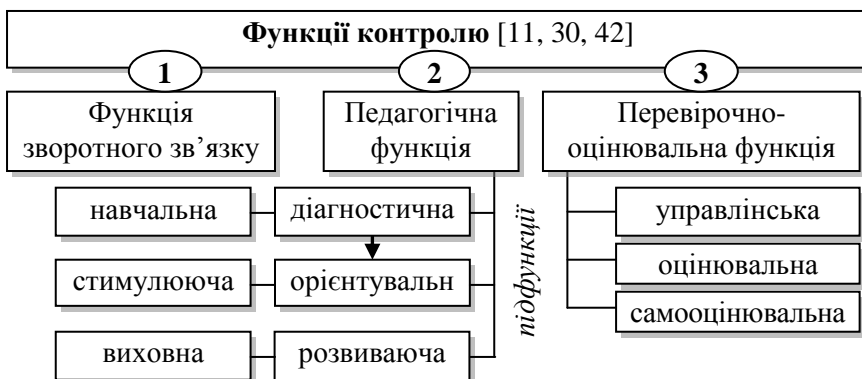 Функції контролю [11, 30, 42]
1
2
3
Функція
зворотного зв’язку
Педагогічна
функція
Перевірочно-
оцінювальна функція
навчальна
діагностична
управлінська
підфункції
стимулююча
орієнтувальн
оцінювальна
самооцінювальна
виховна
розвиваюча